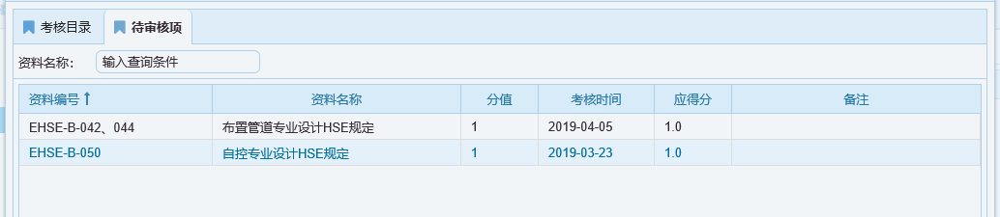 考核目录 待审核项
资料名称： 输入查询条件
资料编号↑ 资料名称 分值 考核时间 应得分 备注
EHSE-B-042、044 布置管道专业设计HSE规定 1 2019-04-05 1.0
EHSE-B-050 自控专业设计HSE规定 1 2019-03-23 1.0